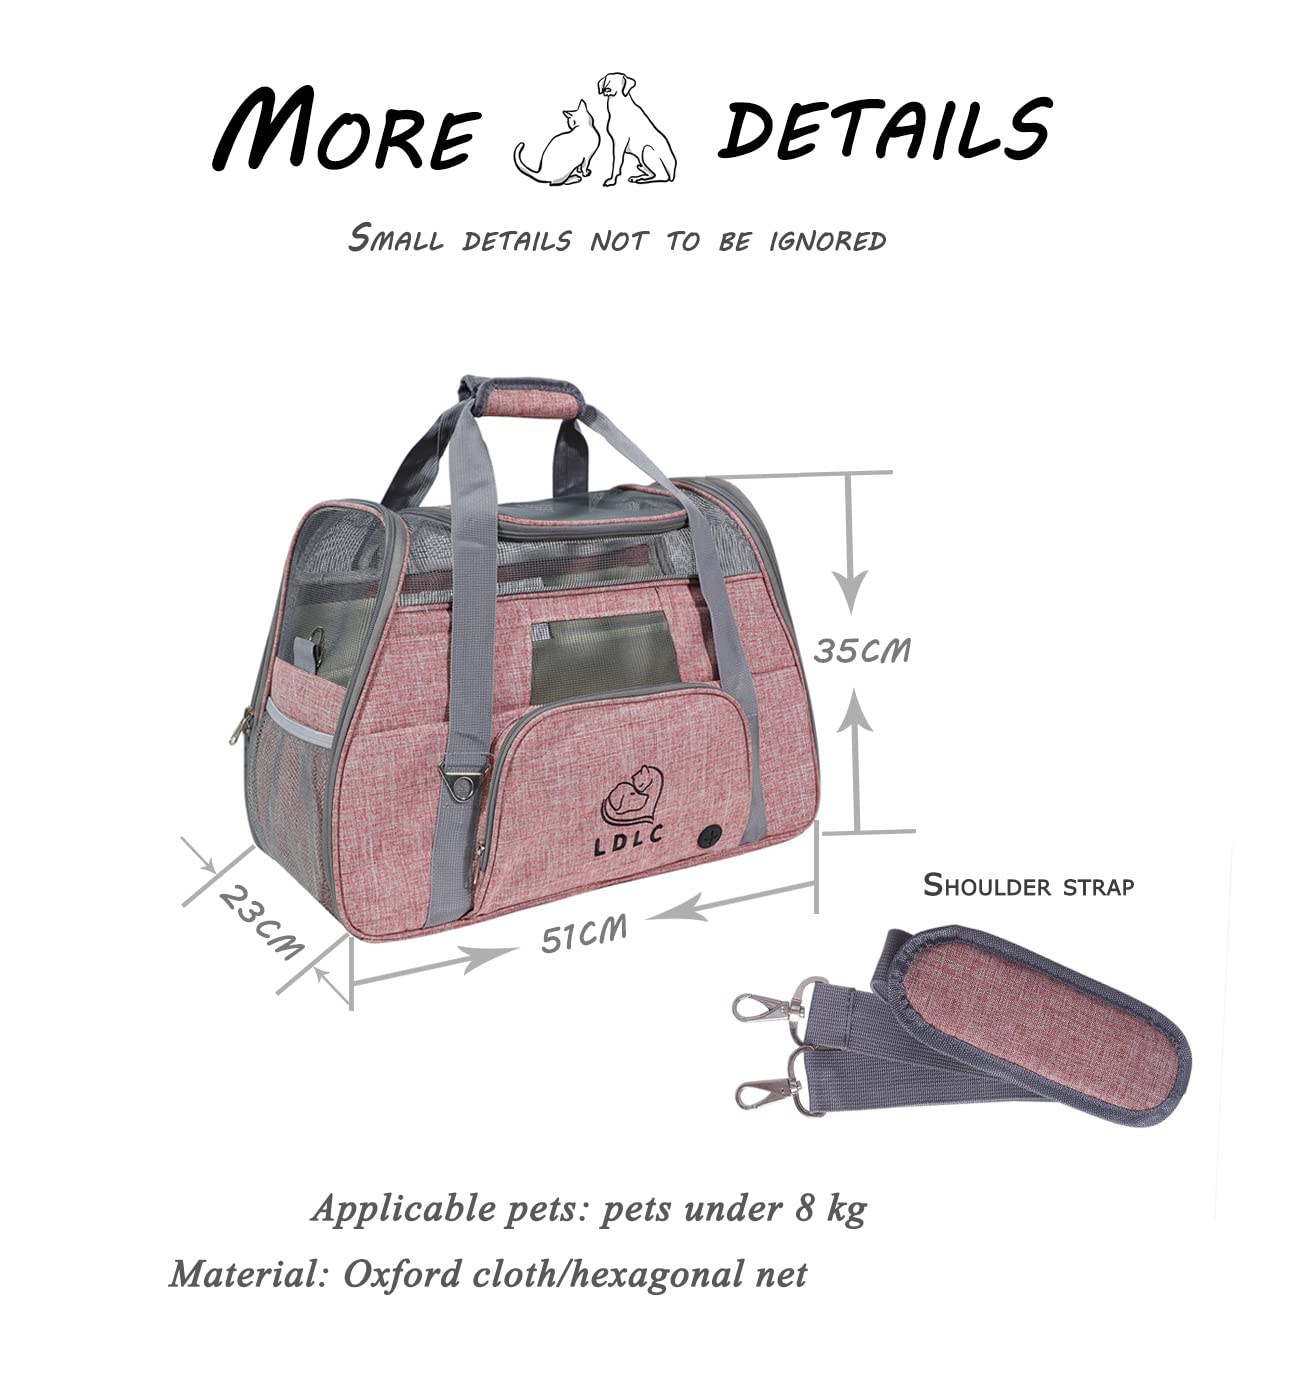 MORE DETAILS
SMALL DETAILS NOT TO BE IGNORED
35CM
LDLC
23CM
51CM
SHOULDER STRAP
Applicable pets: pets under 8 kg
Material: Oxford cloth/hexagonal net